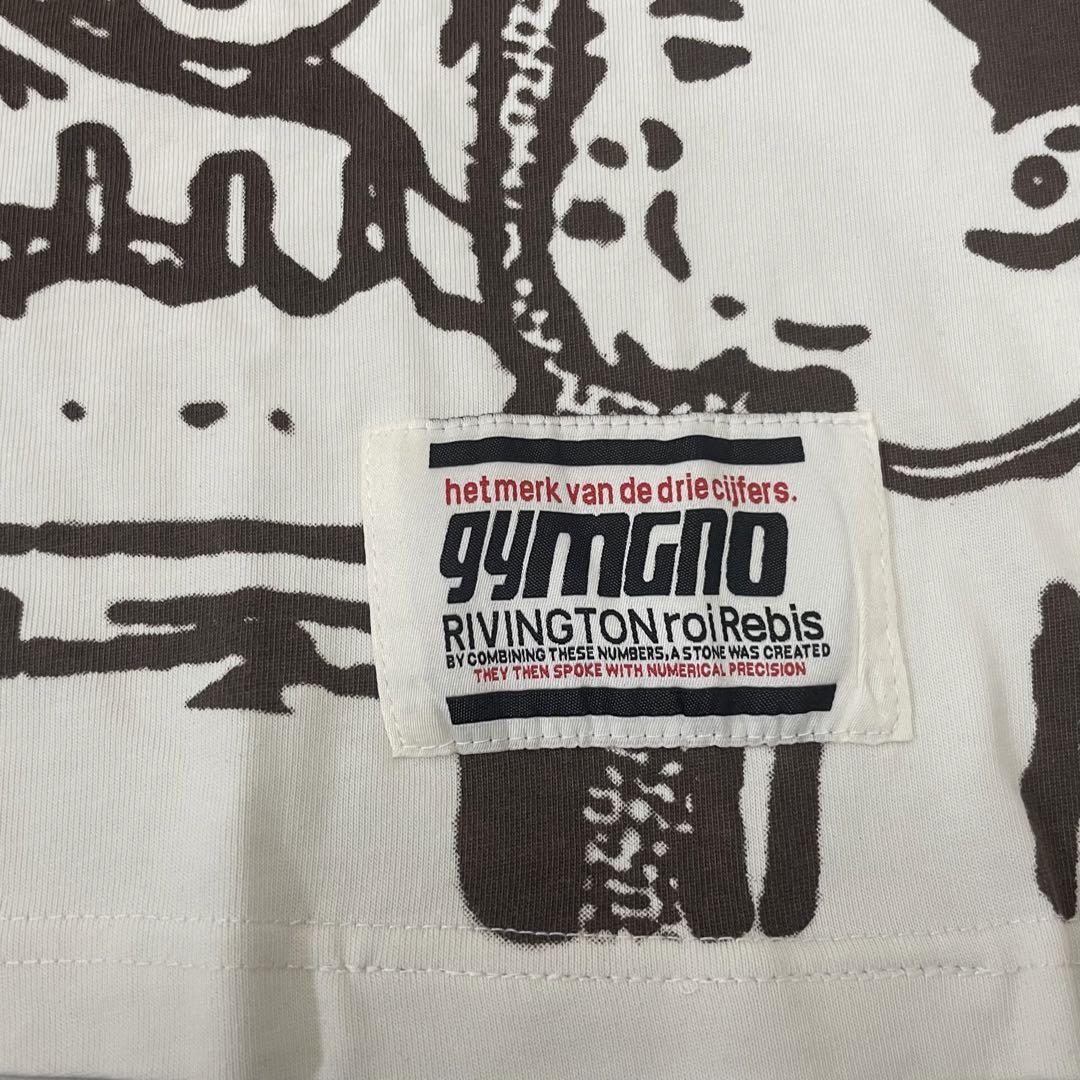 het merk van de drie cijfers.
gymgno
RIVINGTON roi Rebis
BY COMBINING THESE NUMBERS, A STONE WAS CREATED
THEY THEN SPOKE WITH NUMERICAL PRECISION